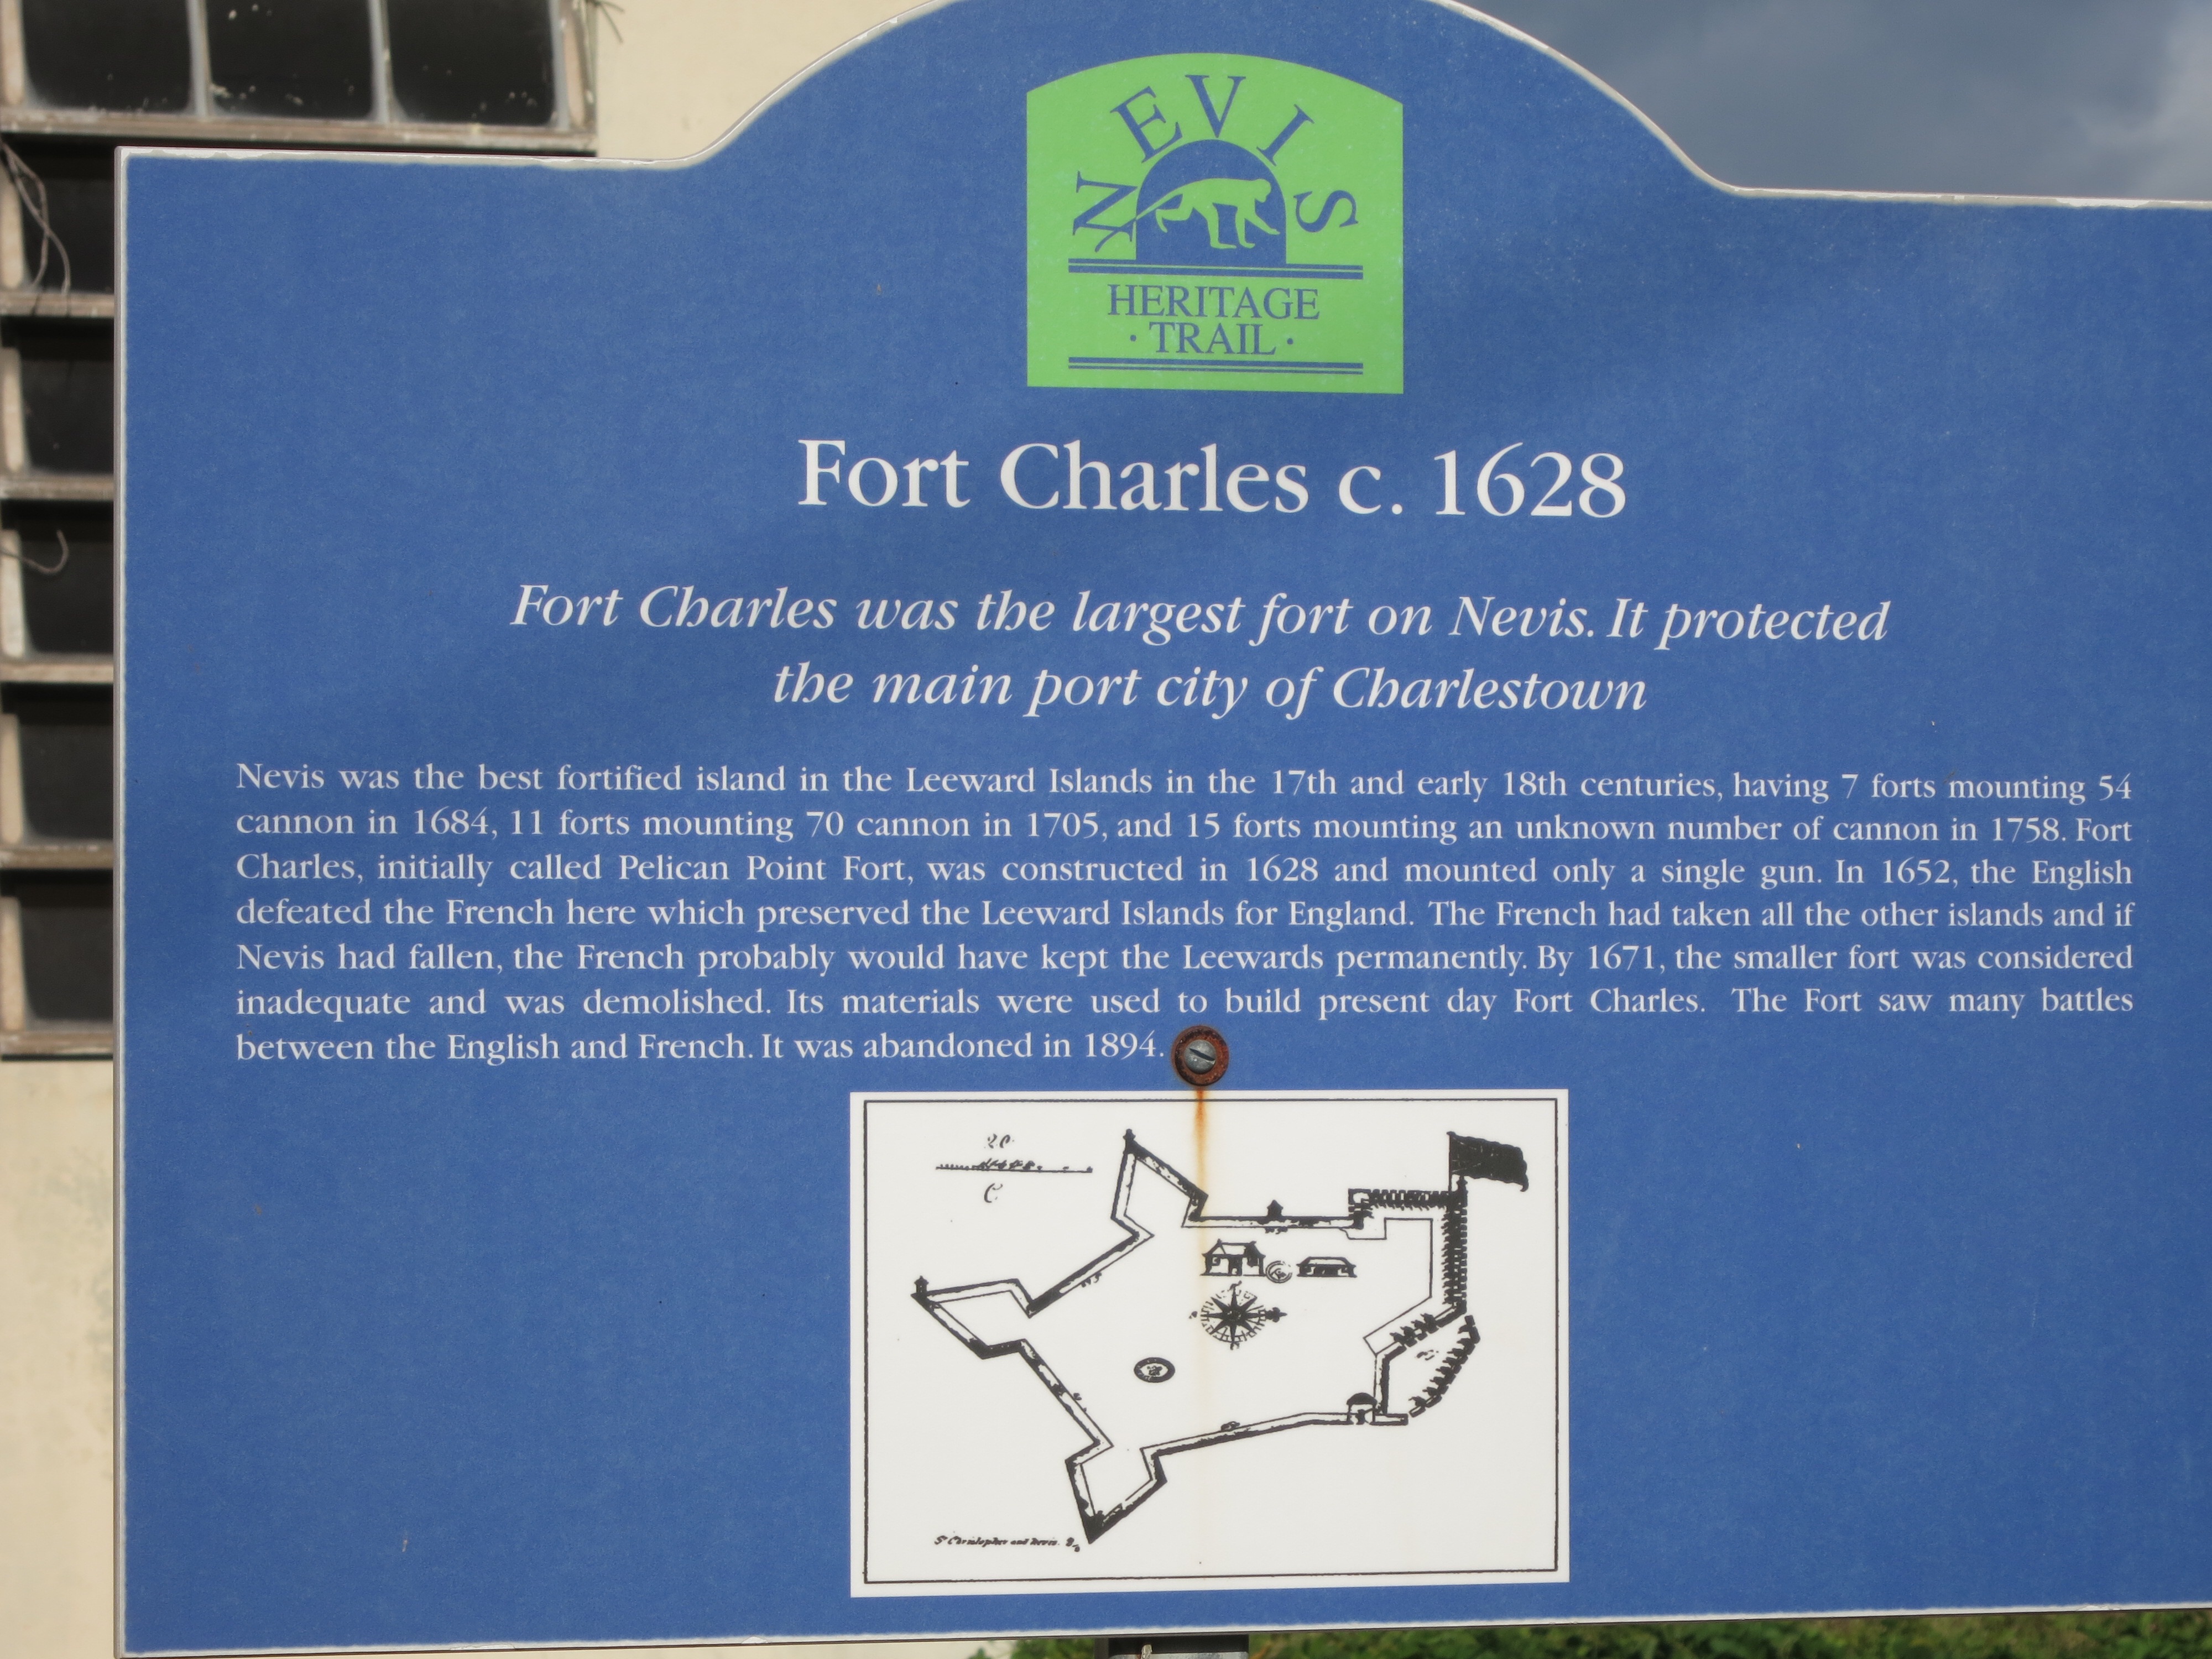 NEVIS
HERITAGE
· TRAIL ·
Fort Charles c. 1628
Fort Charles was the largest fort on Nevis. It protected
the main port city of Charlestown
Nevis was the best fortified island in the Leeward Islands in the 17th and early 18th centuries, having 7 forts mounting 54
cannon in 1684, 11 forts mounting 70 cannon in 1705, and 15 forts mounting an unknown number of cannon in 1758. Fort
Charles, initially called Pelican Point Fort, was constructed in 1628 and mounted only a single gun. In 1652, the English
defeated the French here which preserved the Leeward Islands for England. The French had taken all the other islands and if
Nevis had fallen, the French probably would have kept the Leewards permanently. By 1671, the smaller fort was considered
inadequate and was demolished. Its materials were used to build present day Fort Charles. The Fort saw many battles
between the English and French. It was abandoned in 1894.
St Christopher and Nevis.